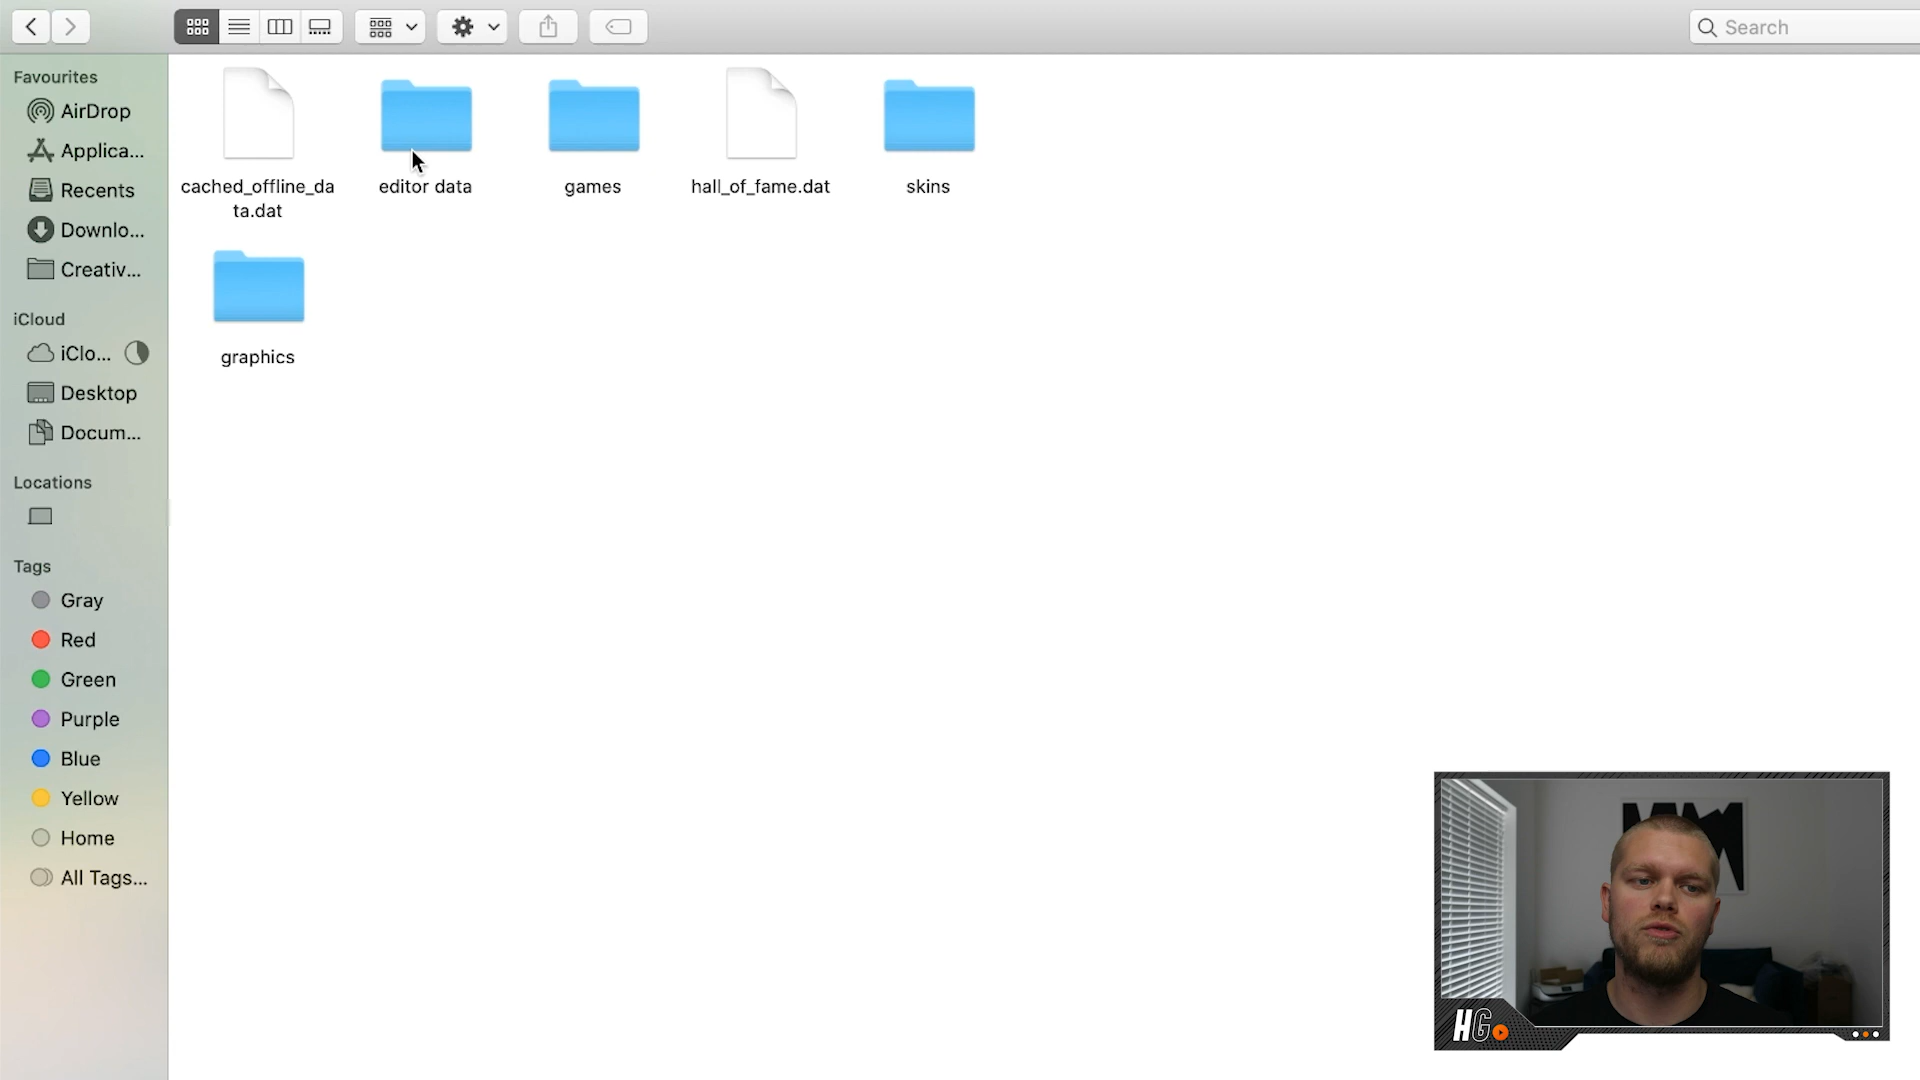 Search
Favourites
AirDrop
Applica...
Recents
Downlo...
Creativ...
iCloud
iClo...
Desktop
Docum...
Locations
Tags
Gray
Red
Green
Purple
Blue
Yellow
Home
All Tags...
cached_offline_da
ta.dat
editor data
games
hall_of_fame.dat
skins
graphics
HG